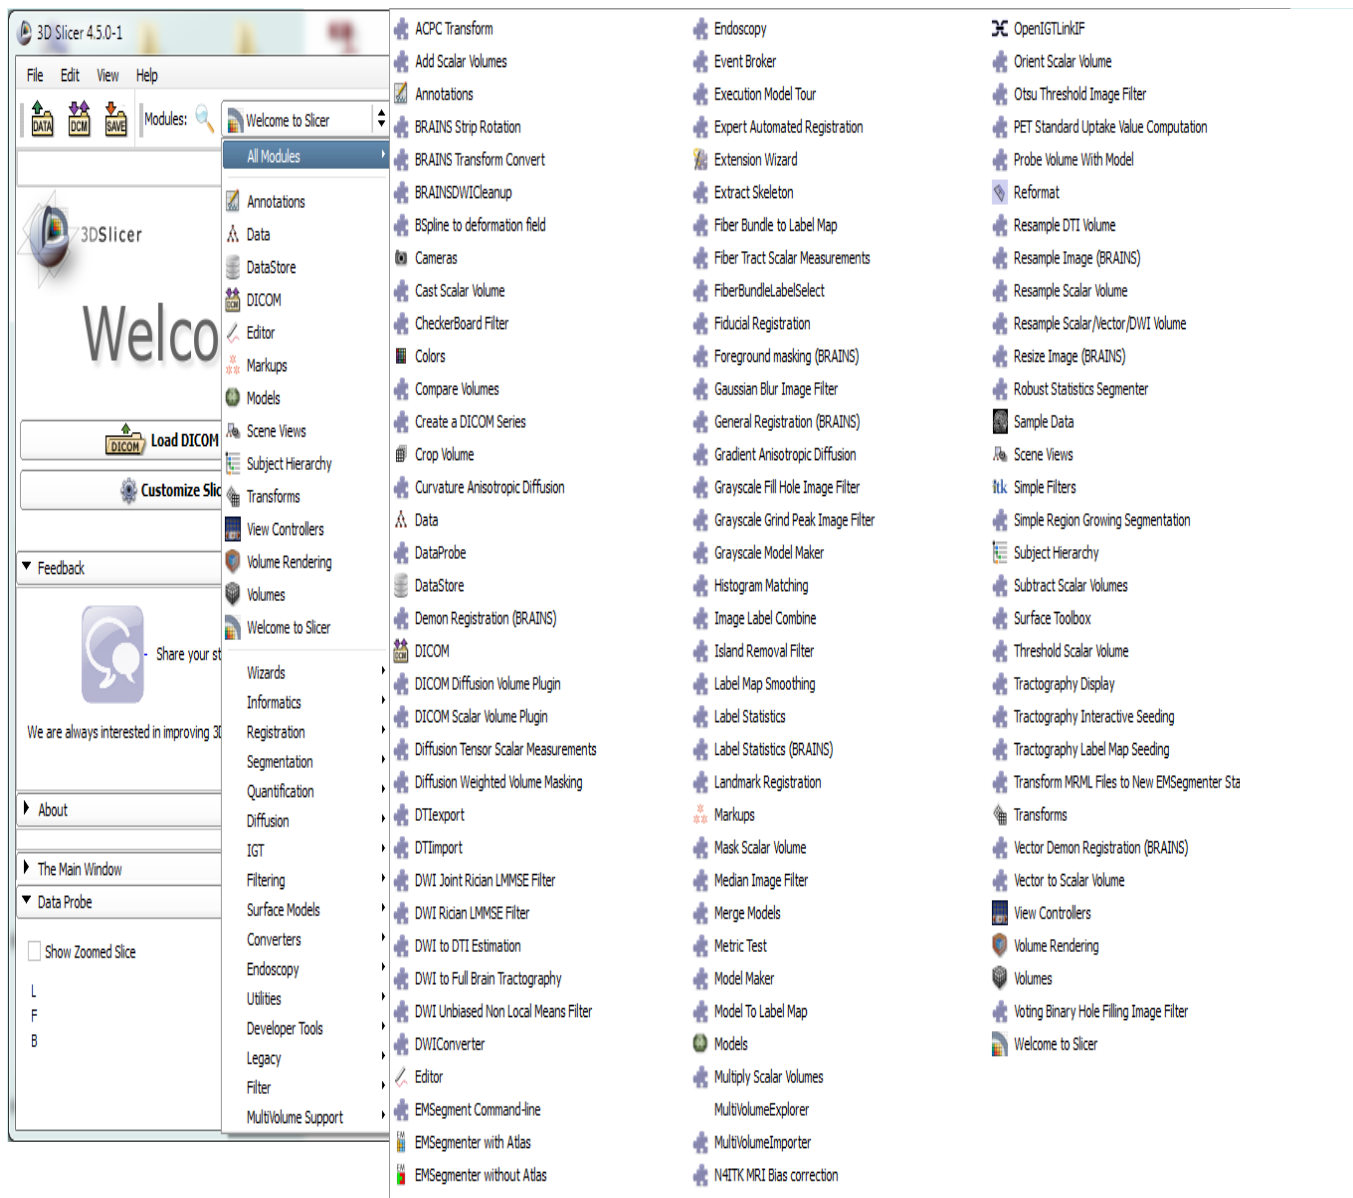 3D Slicer 4.5.0-1
File Edit View Help
DATA DCM SAVE Modules: Welcome to Slicer
All Modules
3DSlicer
Welco
DICOM Load DICOM
Customize Slic
Feedback
Share your st
We are always interested in improving 3D
About
The Main Window
Data Probe
Show Zoomed Slice
L
F
B
Annotations
Data
DataStore
DICOM
Editor
Markups
Models
Scene Views
Subject Hierarchy
Transforms
View Controllers
Volume Rendering
Volumes
Welcome to Slicer
Wizards
Informatics
Registration
Segmentation
Quantification
Diffusion
IGT
Filtering
Surface Models
Converters
Endoscopy
Utilities
Developer Tools
Legacy
Filter
MultiVolume Support
ACPC Transform
Add Scalar Volumes
Annotations
BRAINS Strip Rotation
BRAINS Transform Convert
BRAINSDWICleanup
BSpline to deformation field
Cameras
Cast Scalar Volume
CheckerBoard Filter
Colors
Compare Volumes
Create a DICOM Series
Crop Volume
Curvature Anisotropic Diffusion
Data
DataProbe
DataStore
Demon Registration (BRAINS)
DICOM
DICOM Diffusion Volume Plugin
DICOM Scalar Volume Plugin
Diffusion Tensor Scalar Measurements
Diffusion Weighted Volume Masking
DTIexport
DTIimport
DWI Joint Rician LMMSE Filter
DWI Rician LMMSE Filter
DWI to DTI Estimation
DWI to Full Brain Tractography
DWI Unbiased Non Local Means Filter
DWIConverter
Editor
EMSegment Command-line
EMSegmenter with Atlas
EMSegmenter without Atlas
Endoscopy
Event Broker
Execution Model Tour
Expert Automated Registration
Extension Wizard
Extract Skeleton
Fiber Bundle to Label Map
Fiber Tract Scalar Measurements
FiberBundleLabelSelect
Fiducial Registration
Foreground masking (BRAINS)
Gaussian Blur Image Filter
General Registration (BRAINS)
Gradient Anisotropic Diffusion
Grayscale Fill Hole Image Filter
Grayscale Grind Peak Image Filter
Grayscale Model Maker
Histogram Matching
Image Label Combine
Island Removal Filter
Label Map Smoothing
Label Statistics
Label Statistics (BRAINS)
Landmark Registration
Markups
Mask Scalar Volume
Median Image Filter
Merge Models
Metric Test
Model Maker
Model To Label Map
Models
Multiply Scalar Volumes
MultiVolumeExplorer
MultiVolumeImporter
N4ITK MRI Bias correction
OpenIGTLinkIF
Orient Scalar Volume
Otsu Threshold Image Filter
PET Standard Uptake Value Computation
Probe Volume With Model
Reformat
Resample DTI Volume
Resample Image (BRAINS)
Resample Scalar Volume
Resample Scalar/Vector/DWI Volume
Resize Image (BRAINS)
Robust Statistics Segmenter
Sample Data
Scene Views
itk Simple Filters
Simple Region Growing Segmentation
Subject Hierarchy
Subtract Scalar Volumes
Surface Toolbox
Threshold Scalar Volume
Tractography Display
Tractography Interactive Seeding
Tractography Label Map Seeding
Transform MRML Files to New EMSegmenter Sta
Transforms
Vector Demon Registration (BRAINS)
Vector to Scalar Volume
View Controllers
Volume Rendering
Volumes
Voting Binary Hole Filling Image Filter
Welcome to Slicer